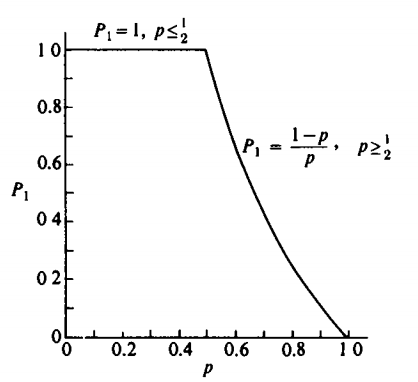 P₁ = 1, p ≤ ½
1 0
0.8
P₁ = (1−p)/p , p ≥ ½
0.6
P₁
0 4
0 2
0
0 0.2 0.4 0.6 0.8 1 0
p